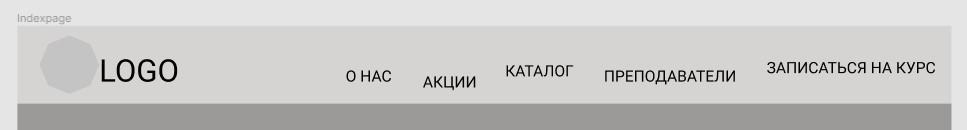 Indexpage
LOGO
О НАС
АКЦИИ
КАТАЛОГ
ПРЕПОДАВАТЕЛИ
ЗАПИСАТЬСЯ НА КУРС